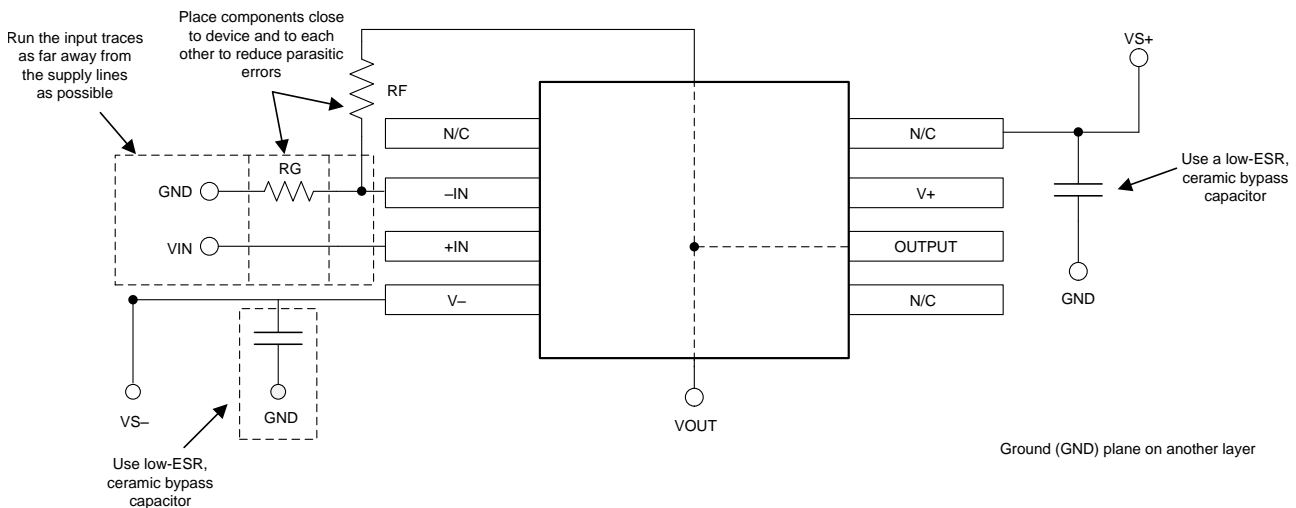 Place components close
to device and to each
other to reduce parasitic
errors
Run the input traces
as far away from
the supply lines
as possible
VS+
RF
N/C
N/C
RG
Use a low-ESR,
ceramic bypass
capacitor
GND
–IN
V+
VIN
+IN
OUTPUT
V–
N/C
GND
VS–
GND
VOUT
Ground (GND) plane on another layer
Use low-ESR,
ceramic bypass
capacitor